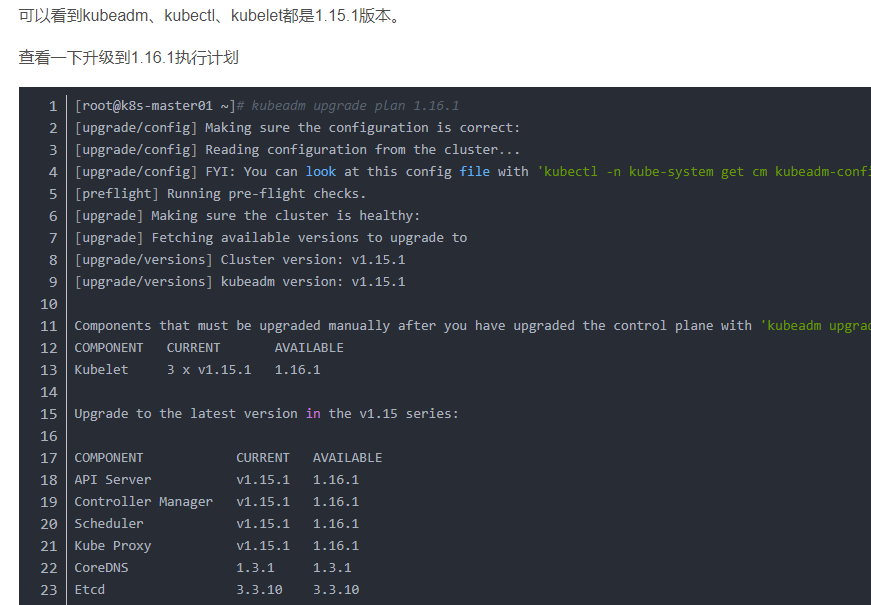 可以看到kubeadm、kubectl、kubelet都是1.15.1版本。
查看一下升级到1.16.1执行计划
1 [root@k8s-master01 ~]# kubeadm upgrade plan 1.16.1
2 [upgrade/config] Making sure the configuration is correct:
3 [upgrade/config] Reading configuration from the cluster...
4 [upgrade/config] FYI: You can look at this config file with 'kubectl -n kube-system get cm kubeadm-confi
5 [preflight] Running pre-flight checks.
6 [upgrade] Making sure the cluster is healthy:
7 [upgrade] Fetching available versions to upgrade to
8 [upgrade/versions] Cluster version: v1.15.1
9 [upgrade/versions] kubeadm version: v1.15.1
10
11 Components that must be upgraded manually after you have upgraded the control plane with 'kubeadm upgrad
12 COMPONENT CURRENT AVAILABLE
13 Kubelet 3 x v1.15.1 1.16.1
14
15 Upgrade to the latest version in the v1.15 series:
16
17 COMPONENT CURRENT AVAILABLE
18 API Server v1.15.1 1.16.1
19 Controller Manager v1.15.1 1.16.1
20 Scheduler v1.15.1 1.16.1
21 Kube Proxy v1.15.1 1.16.1
22 CoreDNS 1.3.1 1.3.1
23 Etcd 3.3.10 3.3.10